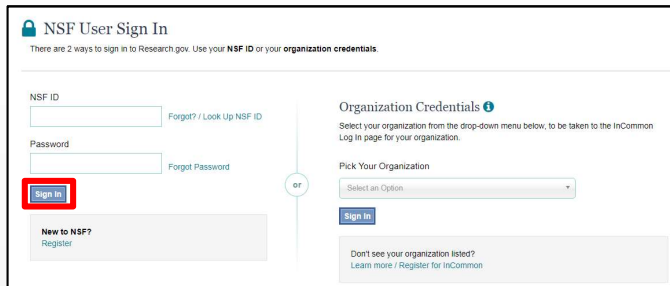 NSF User Sign In
There are 2 ways to sign in to Research.gov. Use your NSF ID or your organization credentials.
NSF ID
Forgot? / Look Up NSF ID
Password
Forgot Password
Sign In
New to NSF?
Register
or
Organization Credentials
Select your organization from the drop-down menu below, to be taken to the InCommon
Log In page for your organization.
Pick Your Organization
Select an Option
Sign In
Don't see your organization listed?
Learn more / Register for InCommon